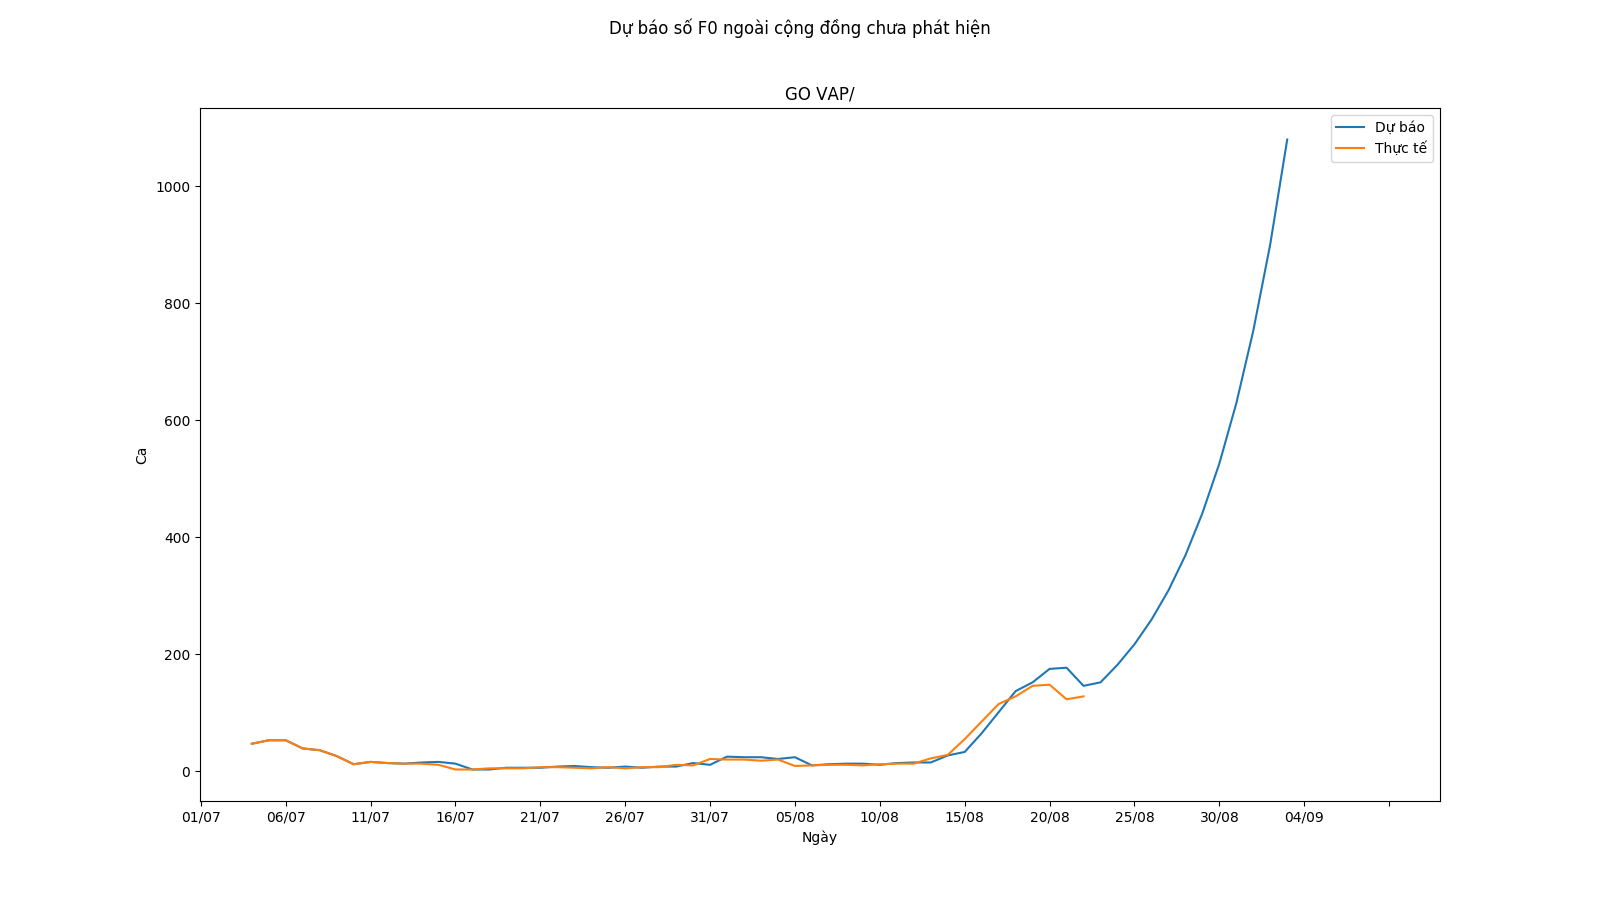 Dự báo số F0 ngoài cộng đồng chưa phát hiện
GO VAP/
Dự báo
Thực tế
1000
800
600
400
200
0
Ca
01/07 06/07 11/07 16/07 21/07 26/07 31/07 05/08 10/08 15/08 20/08 25/08 30/08 04/09
Ngày